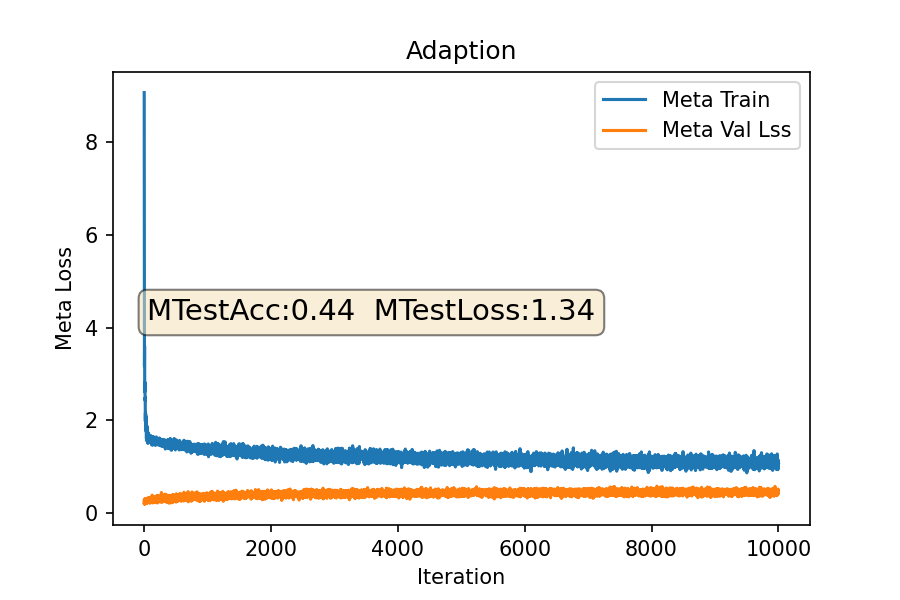 Adaption
Meta Train
Meta Val Lss
MTestAcc:0.44  MTestLoss:1.34
Meta Loss
8
6
4
2
0
0 2000 4000 6000 8000 10000
Iteration